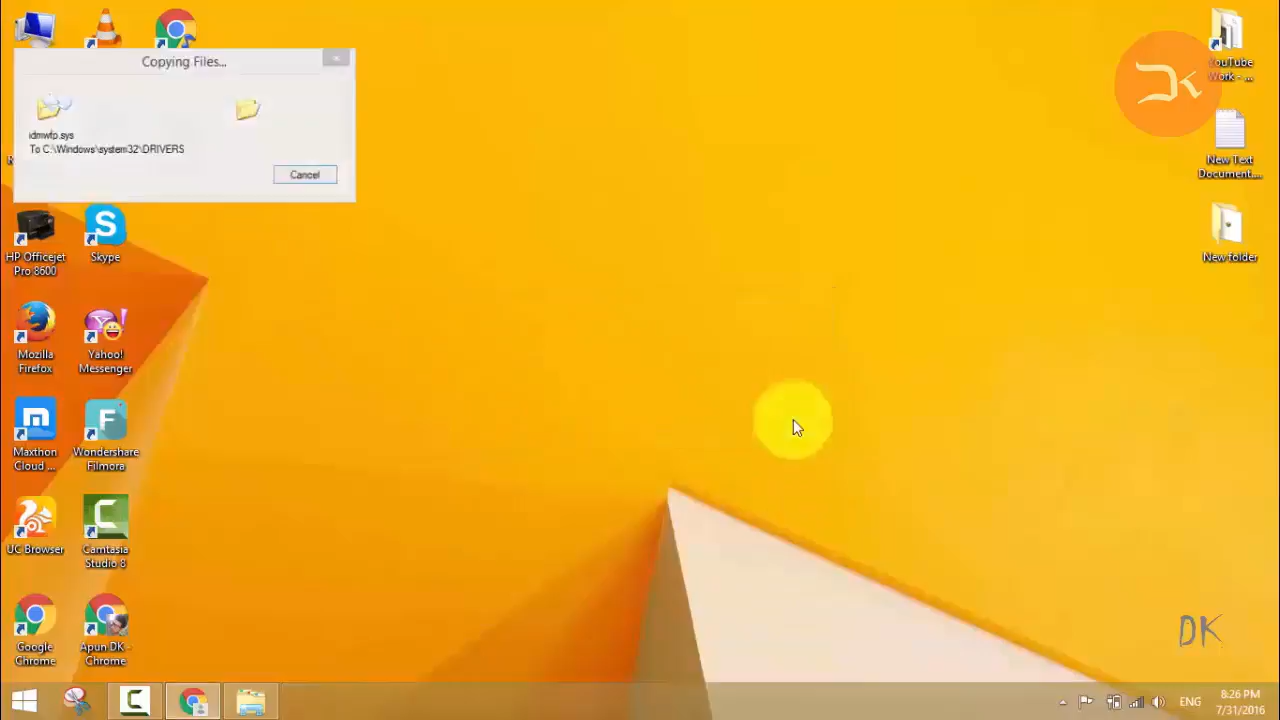 Copying Files...
idmwfp.sys
To C:\Windows\system32\DRIVERS
Cancel
HP Officejet
Pro 8600
Skype
Mozilla
Firefox
Yahoo!
Messenger
Maxthon
Cloud ...
Wondershare
Filmora
UC Browser
Camtasia
Studio 8
Google
Chrome
Apun DK -
Chrome
YouTube
Work - ...
New Text
Document....
New folder
DK
DK
ENG
8:26 PM
7/31/2016